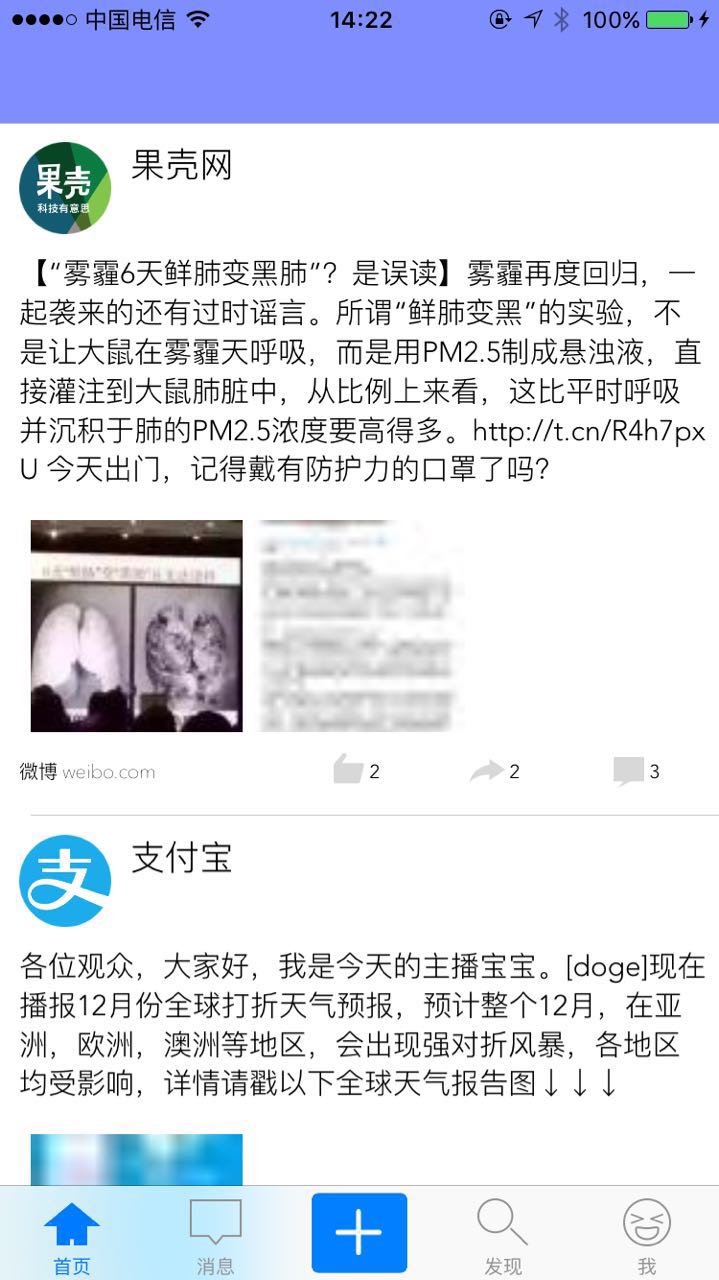 中国电信
14:22
100%
果壳
科技有意思
果壳网
【“雾霾6天鲜肺变黑肺”？是误读】雾霾再度回归，一
起袭来的还有过时谣言。所谓“鲜肺变黑”的实验，不
是让大鼠在雾霾天呼吸，而是用PM2.5制成悬浊液，直
接灌注到大鼠肺脏中，从比例上来看，这比平时呼吸
并沉积于肺的PM2.5浓度要高得多。http://t.cn/R4h7px
U 今天出门，记得戴有防护力的口罩了吗？
微博 weibo.com
2
2
3
支
支付宝
各位观众，大家好，我是今天的主播宝宝。[doge]现在
播报12月份全球打折天气预报，预计整个12月，在亚
洲，欧洲，澳洲等地区，会出现强对折风暴，各地区
均受影响，详情请戳以下全球天气报告图↓↓↓
首页
消息
发现
我